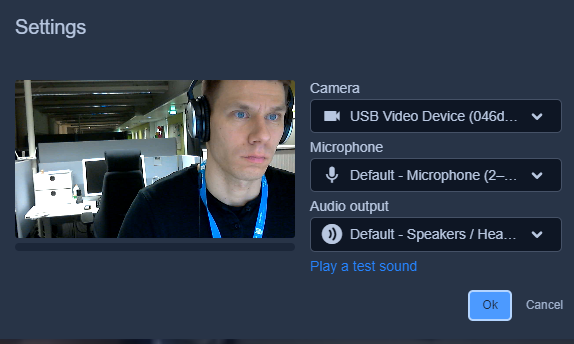 Settings
Camera
USB Video Device (046d...
Microphone
Default - Microphone (2–...
Audio output
Default - Speakers / Hea...
Play a test sound
Ok
Cancel